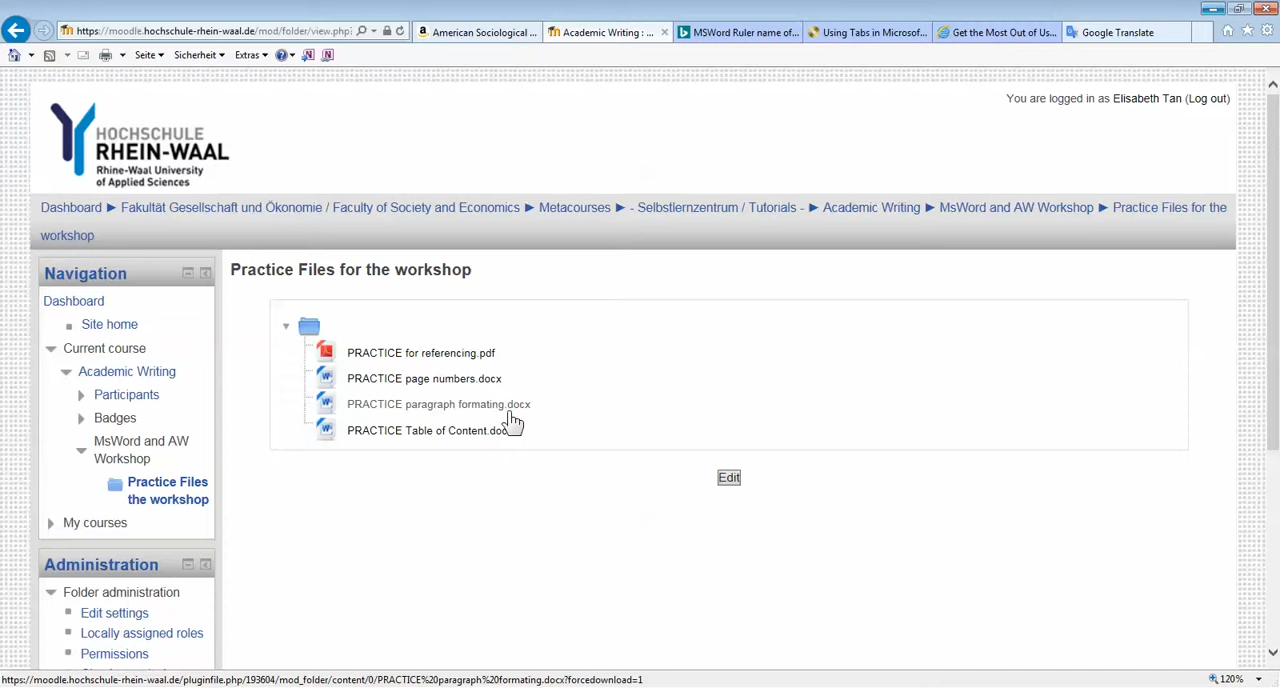 https://moodle.hochschule-rhein-waal.de/mod/folder/view.php?
American Sociological ...
Academic Writing : ...
MSWord Ruler name of...
Using Tabs in Microsof...
Get the Most Out of Us...
Google Translate
Seite
Sicherheit
Extras
You are logged in as Elisabeth Tan (Log out)
HOCHSCHULE
RHEIN-WAAL
Rhine-Waal University
of Applied Sciences
Dashboard ► Fakultät Gesellschaft und Ökonomie / Faculty of Society and Economics ► Metacourses ► - Selbstlernzentrum / Tutorials - ► Academic Writing ► MsWord and AW Workshop ► Practice Files for the
workshop
Navigation
Dashboard
Site home
Current course
Academic Writing
Participants
Badges
MsWord and AW
Workshop
Practice Files
the workshop
My courses
Administration
Folder administration
Edit settings
Locally assigned roles
Permissions
Practice Files for the workshop
PRACTICE for referencing.pdf
PRACTICE page numbers.docx
PRACTICE paragraph formating.docx
PRACTICE Table of Content.doc
Edit
https://moodle.hochschule-rhein-waal.de/pluginfile.php/193604/mod_folder/content/0/PRACTICE%20paragraph%20formating.docx?forcedownload=1
120%